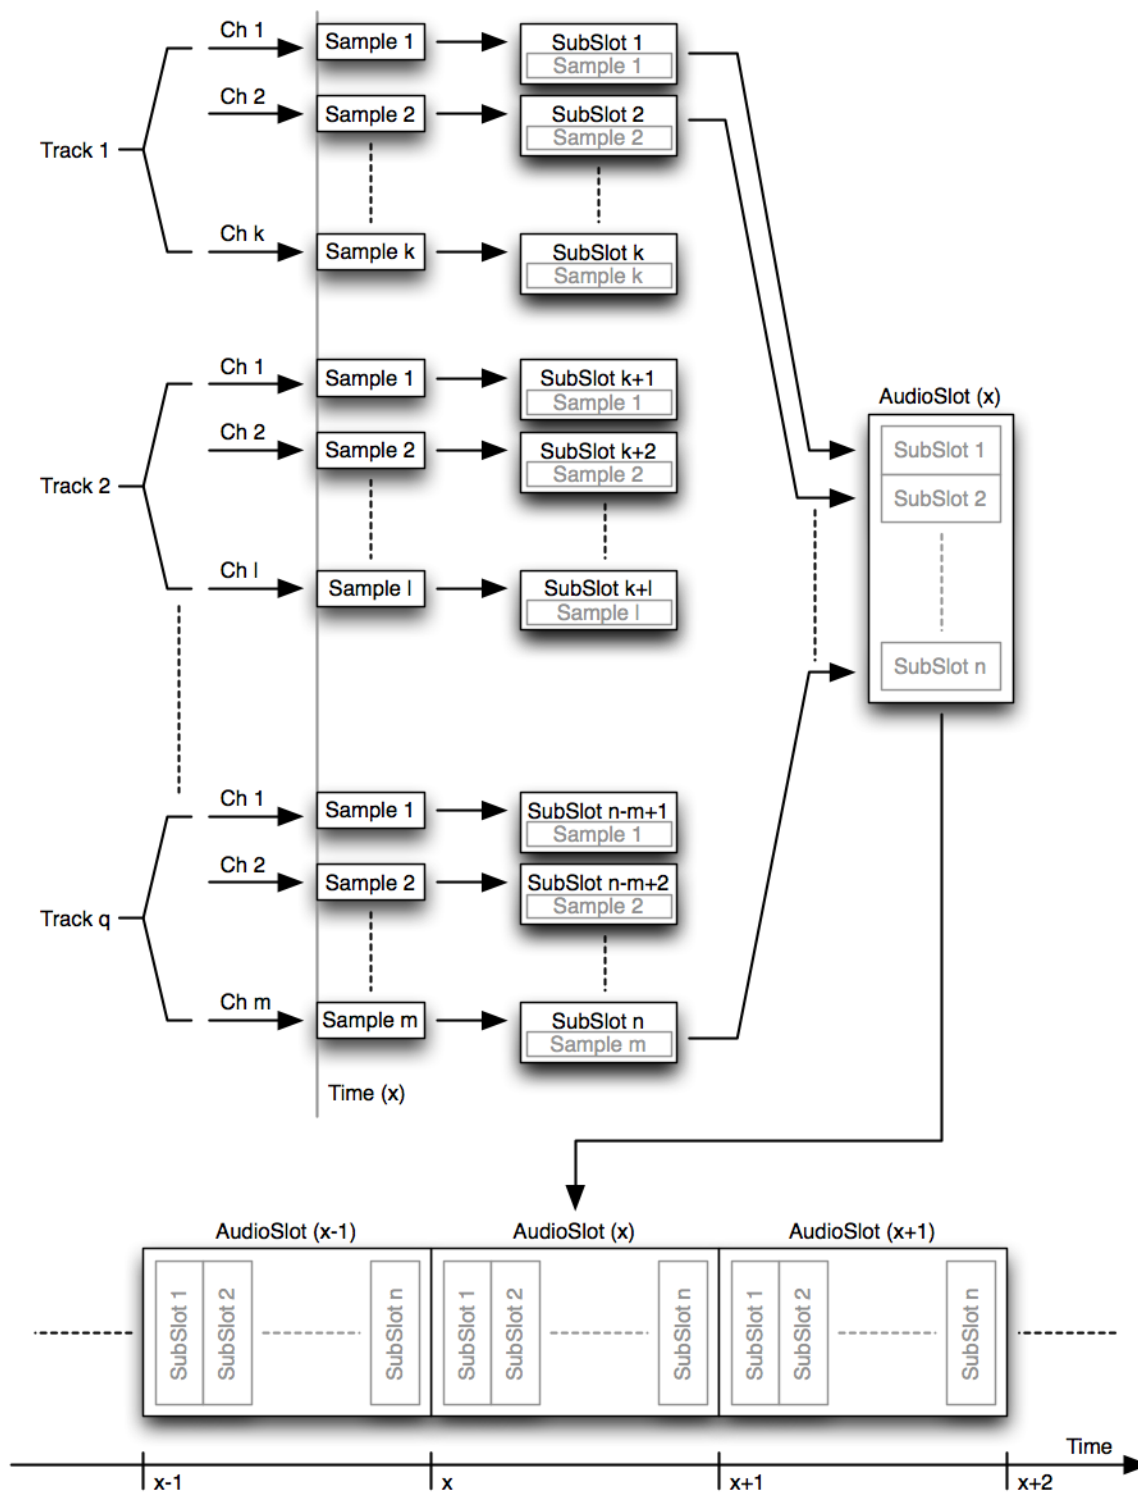 Ch 1
Sample 1
SubSlot 1
Sample 1
Ch 2
Sample 2
SubSlot 2
Sample 2
Track 1
Ch k
Sample k
SubSlot k
Sample k
Ch 1
Sample 1
SubSlot k+1
Sample 1
Ch 2
Sample 2
SubSlot k+2
Sample 2
Track 2
Ch l
Sample l
SubSlot k+l
Sample l
AudioSlot (x)
SubSlot 1
SubSlot 2
SubSlot n
Ch 1
Sample 1
SubSlot n-m+1
Sample 1
Ch 2
Sample 2
SubSlot n-m+2
Sample 2
Track q
Ch m
Sample m
SubSlot n
Sample m
Time (x)
AudioSlot (x-1)
AudioSlot (x)
AudioSlot (x+1)
SubSlot 1
SubSlot 2
SubSlot n
SubSlot 1
SubSlot 2
SubSlot n
SubSlot 1
SubSlot 2
SubSlot n
Time
x-1
x
x+1
x+2